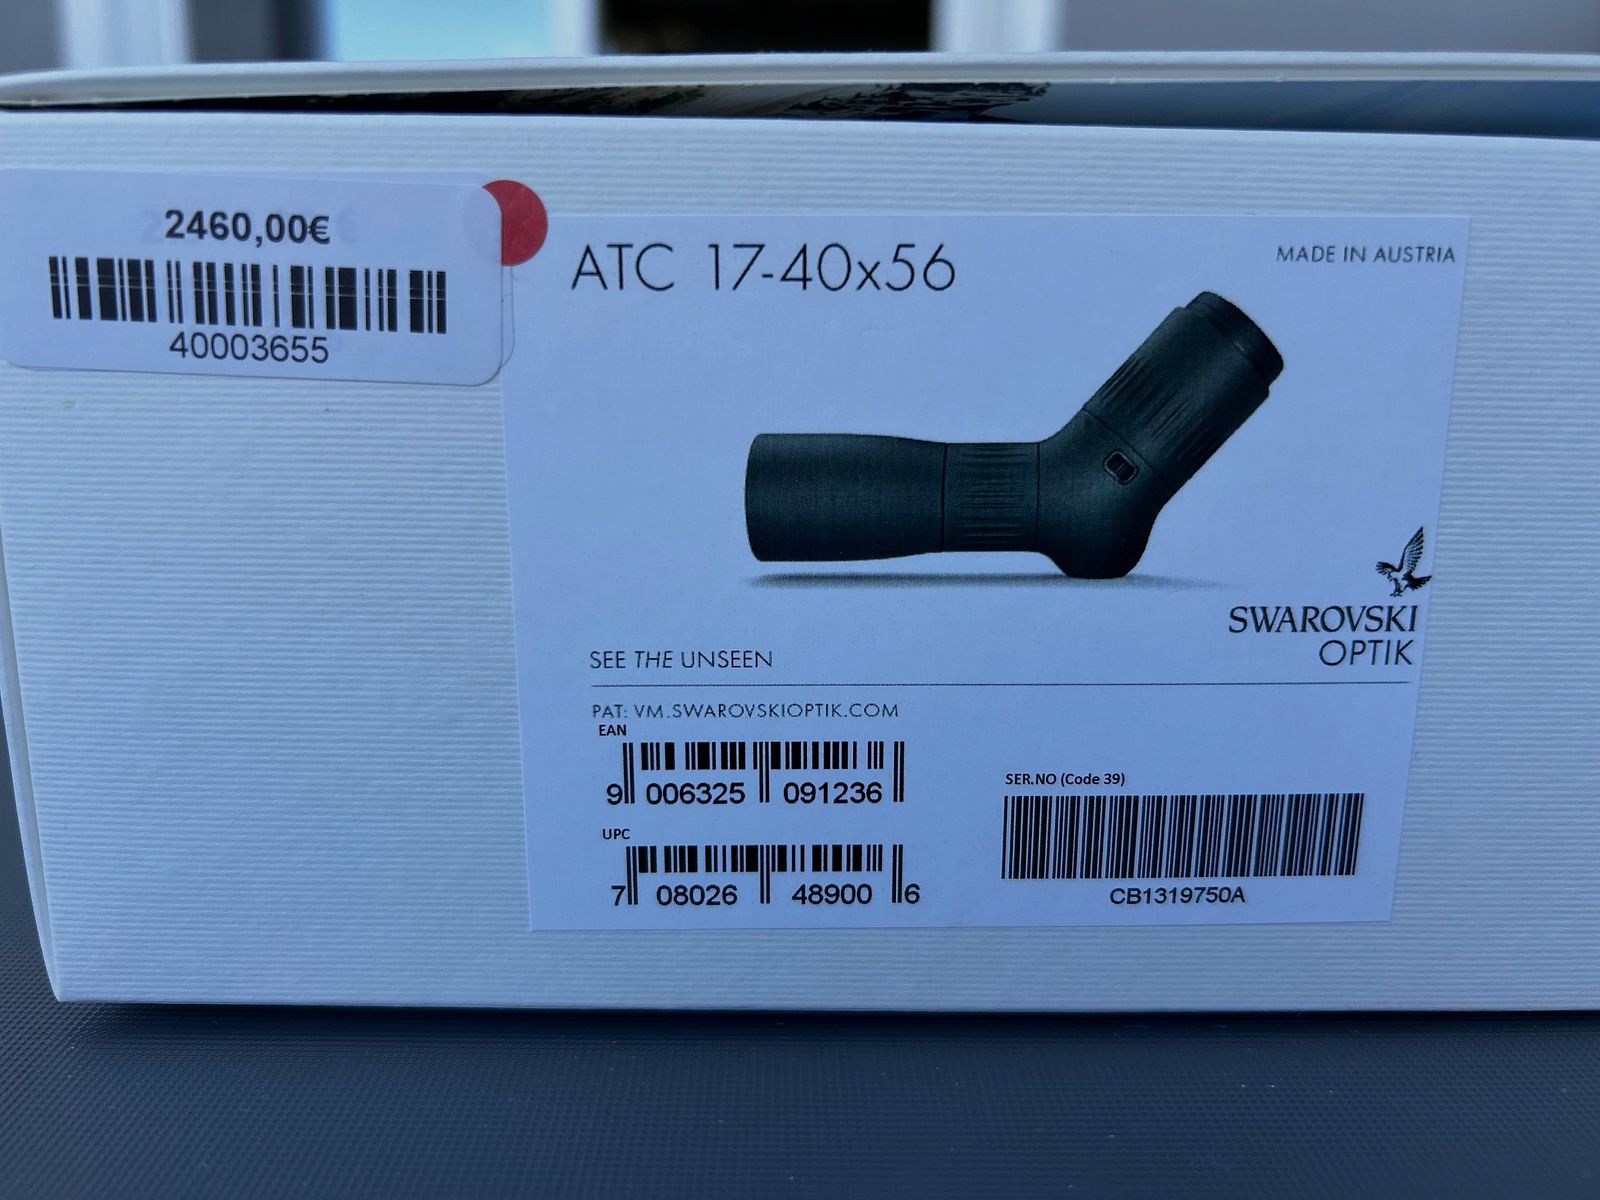 2460,00€
40003655
ATC 17-40x56
MADE IN AUSTRIA
SWAROVSKI
OPTIK
SEE THE UNSEEN
PAT: VM.SWAROVSKIOPTIK.COM
EAN
9 006325 091236
UPC
7 08026 48900 6
SER.NO (Code 39)
CB1319750A